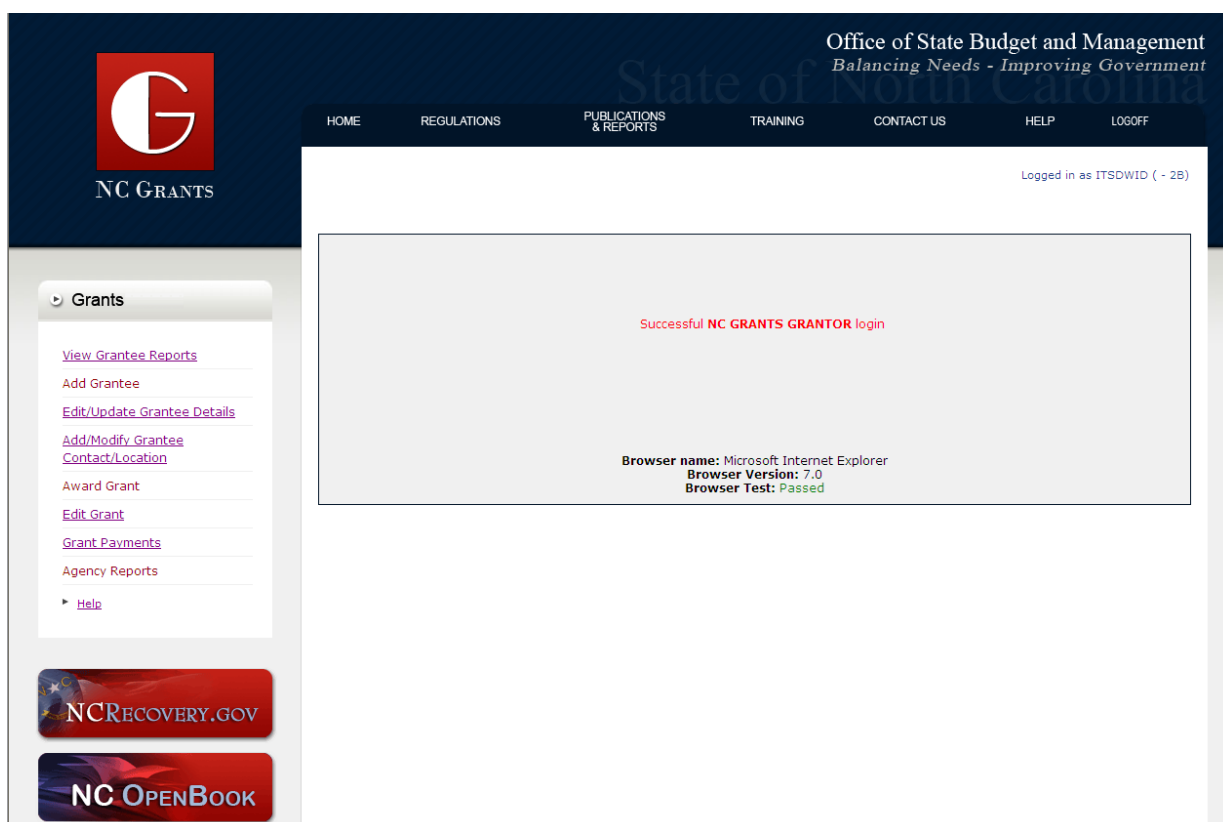 Office of State Budget and Management
Balancing Needs - Improving Government
State of North Carolina
HOME REGULATIONS PUBLICATIONS & REPORTS TRAINING CONTACT US HELP LOGOFF
NC GRANTS
Logged in as ITSDWID ( - 2B)
Grants
View Grantee Reports
Add Grantee
Edit/Update Grantee Details
Add/Modify Grantee
Contact/Location
Award Grant
Edit Grant
Grant Payments
Agency Reports
Help
Successful NC GRANTS GRANTOR login
Browser name: Microsoft Internet Explorer
Browser Version: 7.0
Browser Test: Passed
NCRECOVERY.GOV
NC OPENBOOK